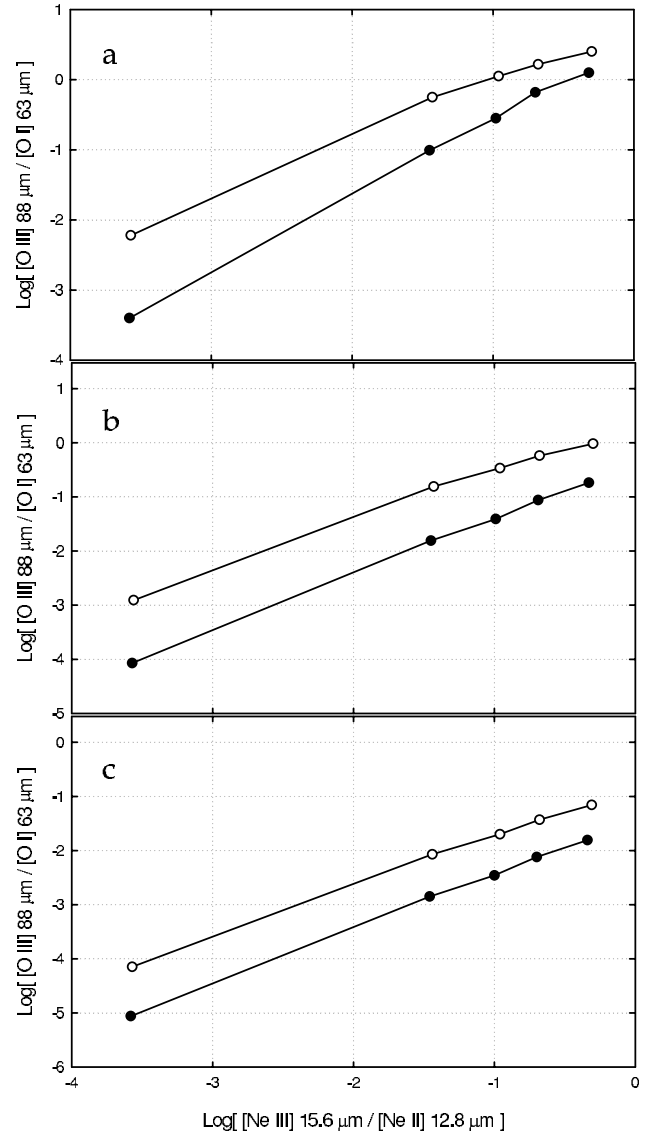 a
1
0
-1
-2
-3
-4
Log[ [O III] 88 μm / [O I] 63 μm ]
b
1
0
-1
-2
-3
-4
-5
Log[ [O III] 88 μm / [O I] 63 μm ]
c
0
-1
-2
-3
-4
-5
-6
Log[ [O III] 88 μm / [O I] 63 μm ]
-4 -3 -2 -1 0
Log[ [Ne III] 15.6 μm / [Ne II] 12.8 μm ]